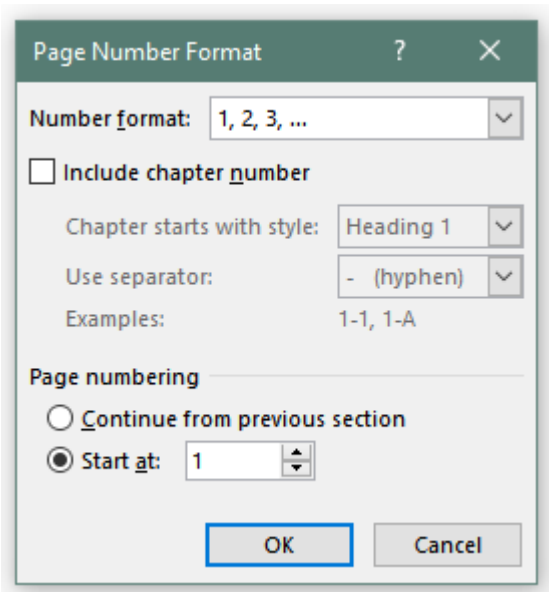 Page Number Format ?
Number format: 1, 2, 3, ...
Include chapter number
Chapter starts with style: Heading 1
Use separator: - (hyphen)
Examples: 1-1, 1-A
Page numbering
Continue from previous section
Start at: 1
OK Cancel